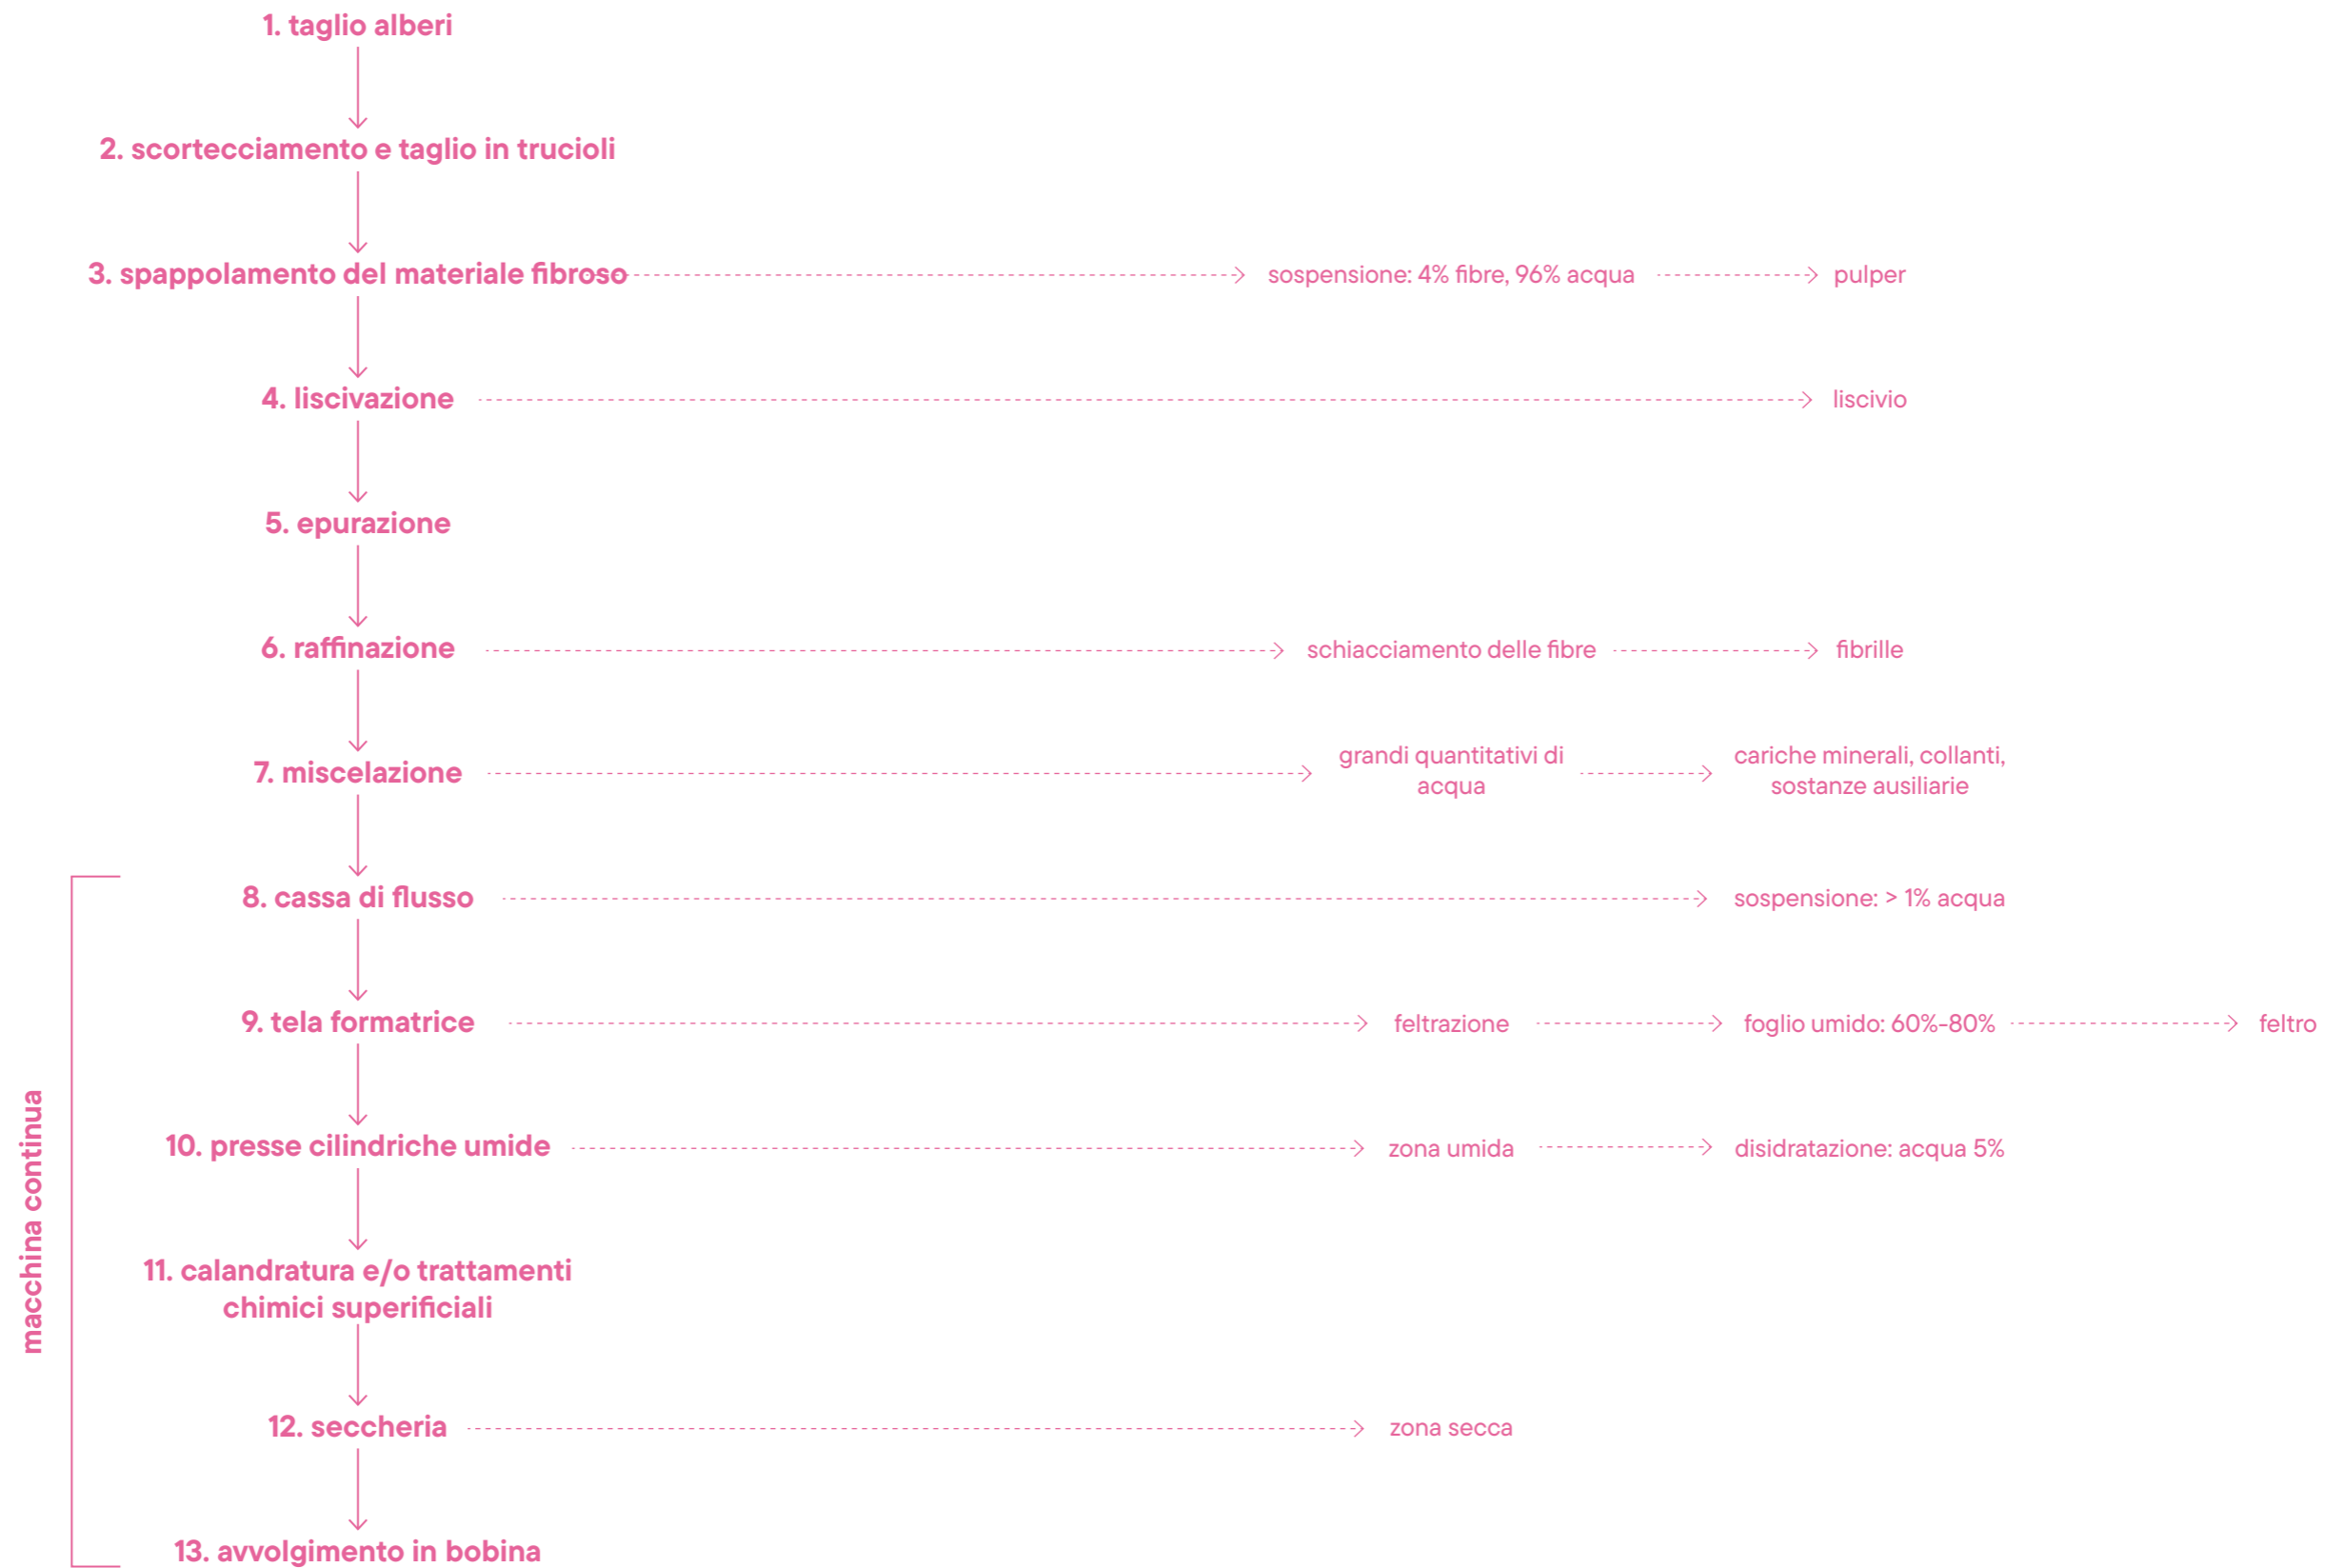 1. taglio alberi
2. scortecciamento e taglio in trucioli
3. spappolamento del materiale fibroso
sospensione: 4% fibre, 96% acqua
pulper
4. liscivazione
liscivio
5. epurazione
6. raffinazione
schiacciamento delle fibre
fibrille
7. miscelazione
grandi quantitativi di
acqua
cariche minerali, collanti,
sostanze ausiliarie
macchina continua
8. cassa di flusso
sospensione: > 1% acqua
9. tela formatrice
feltrazione
foglio umido: 60%-80%
feltro
10. presse cilindriche umide
zona umida
disidratazione: acqua 5%
11. calandratura e/o trattamenti
chimici superificiali
12. seccheria
zona secca
13. avvolgimento in bobina